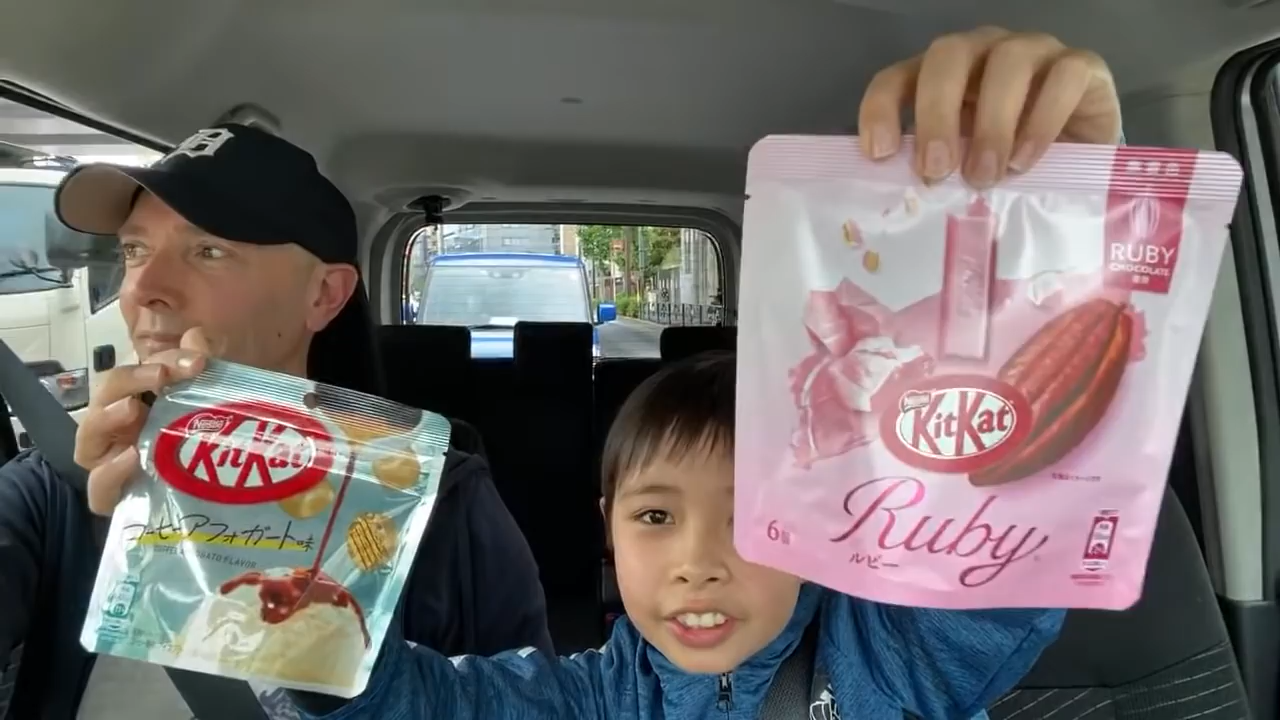 D
Nestlé
KitKat
コーヒーアフォガート味
COFFEE AFFOGATO FLAVOR
RUBY
CHOCOLATE
Nestlé
KitKat
Ruby
ルビー
6個